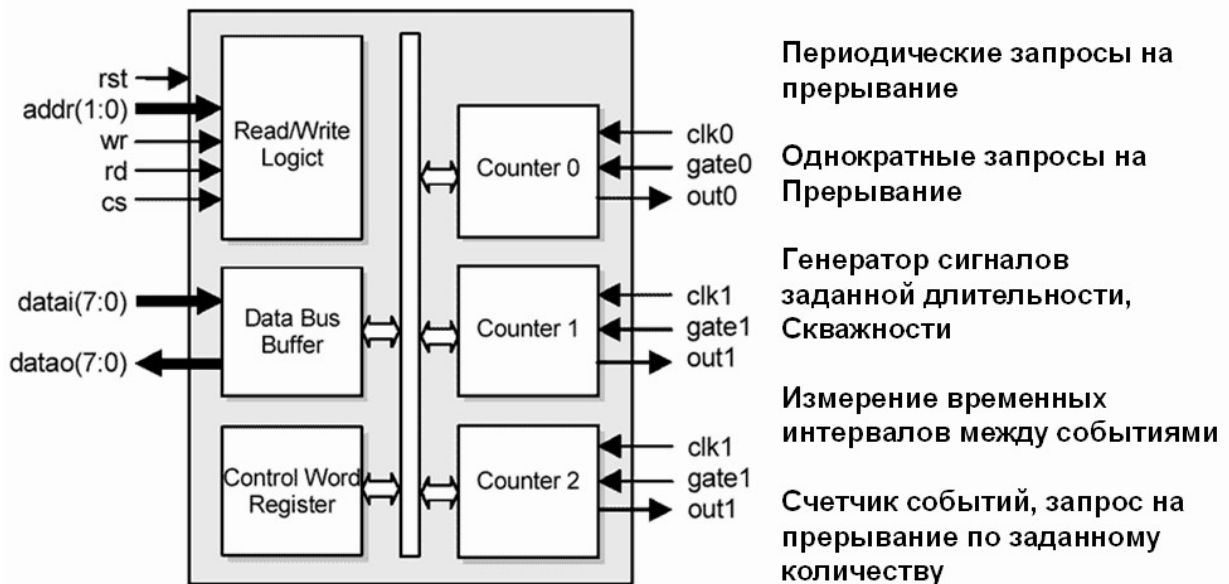 rst
addr(1:0)
wr
rd
cs
Read/Write
Logict
datai(7:0)
datao(7:0)
Data Bus
Buffer
Control Word
Register
Counter 0
clk0
gate0
out0
Counter 1
clk1
gate1
out1
Counter 2
clk1
gate1
out1
Периодические запросы на
прерывание
Однократные запросы на
Прерывание
Генератор сигналов
заданной длительности,
Скважности
Измерение временных
интервалов между событиями
Счетчик событий, запрос на
прерывание по заданному
количеству